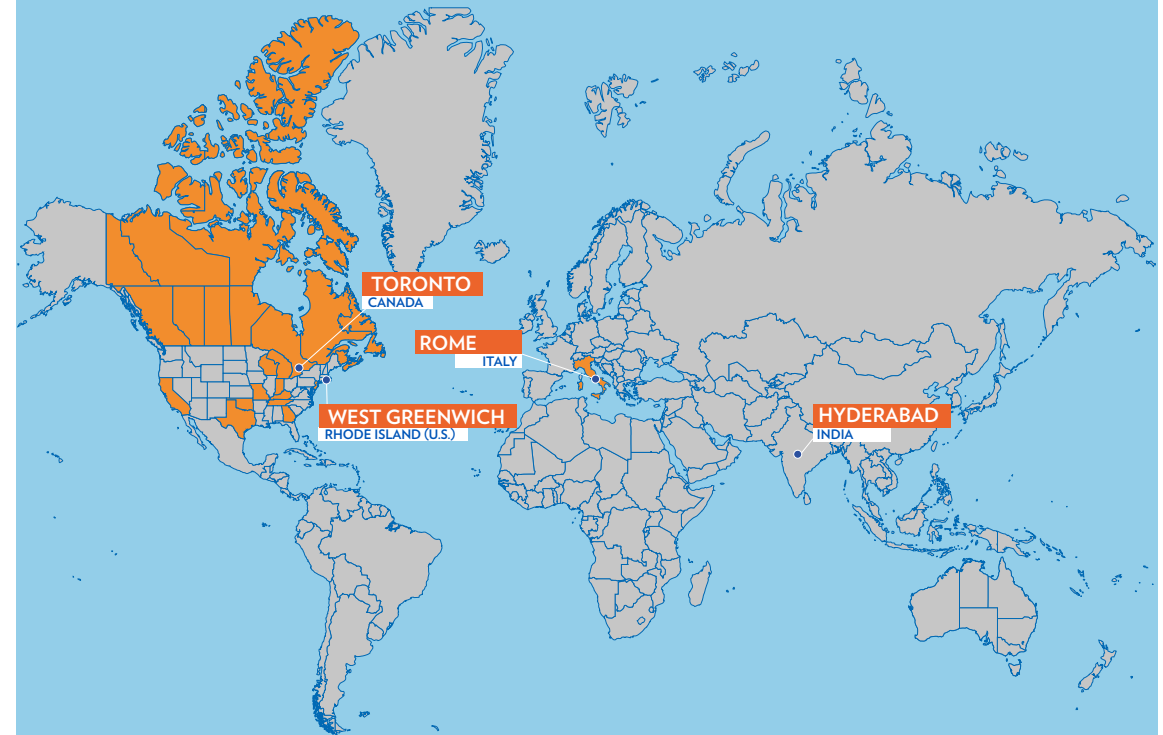 TORONTO
CANADA
ROME
ITALY
WEST GREENWICH
RHODE ISLAND (U.S.)
HYDERABAD
INDIA